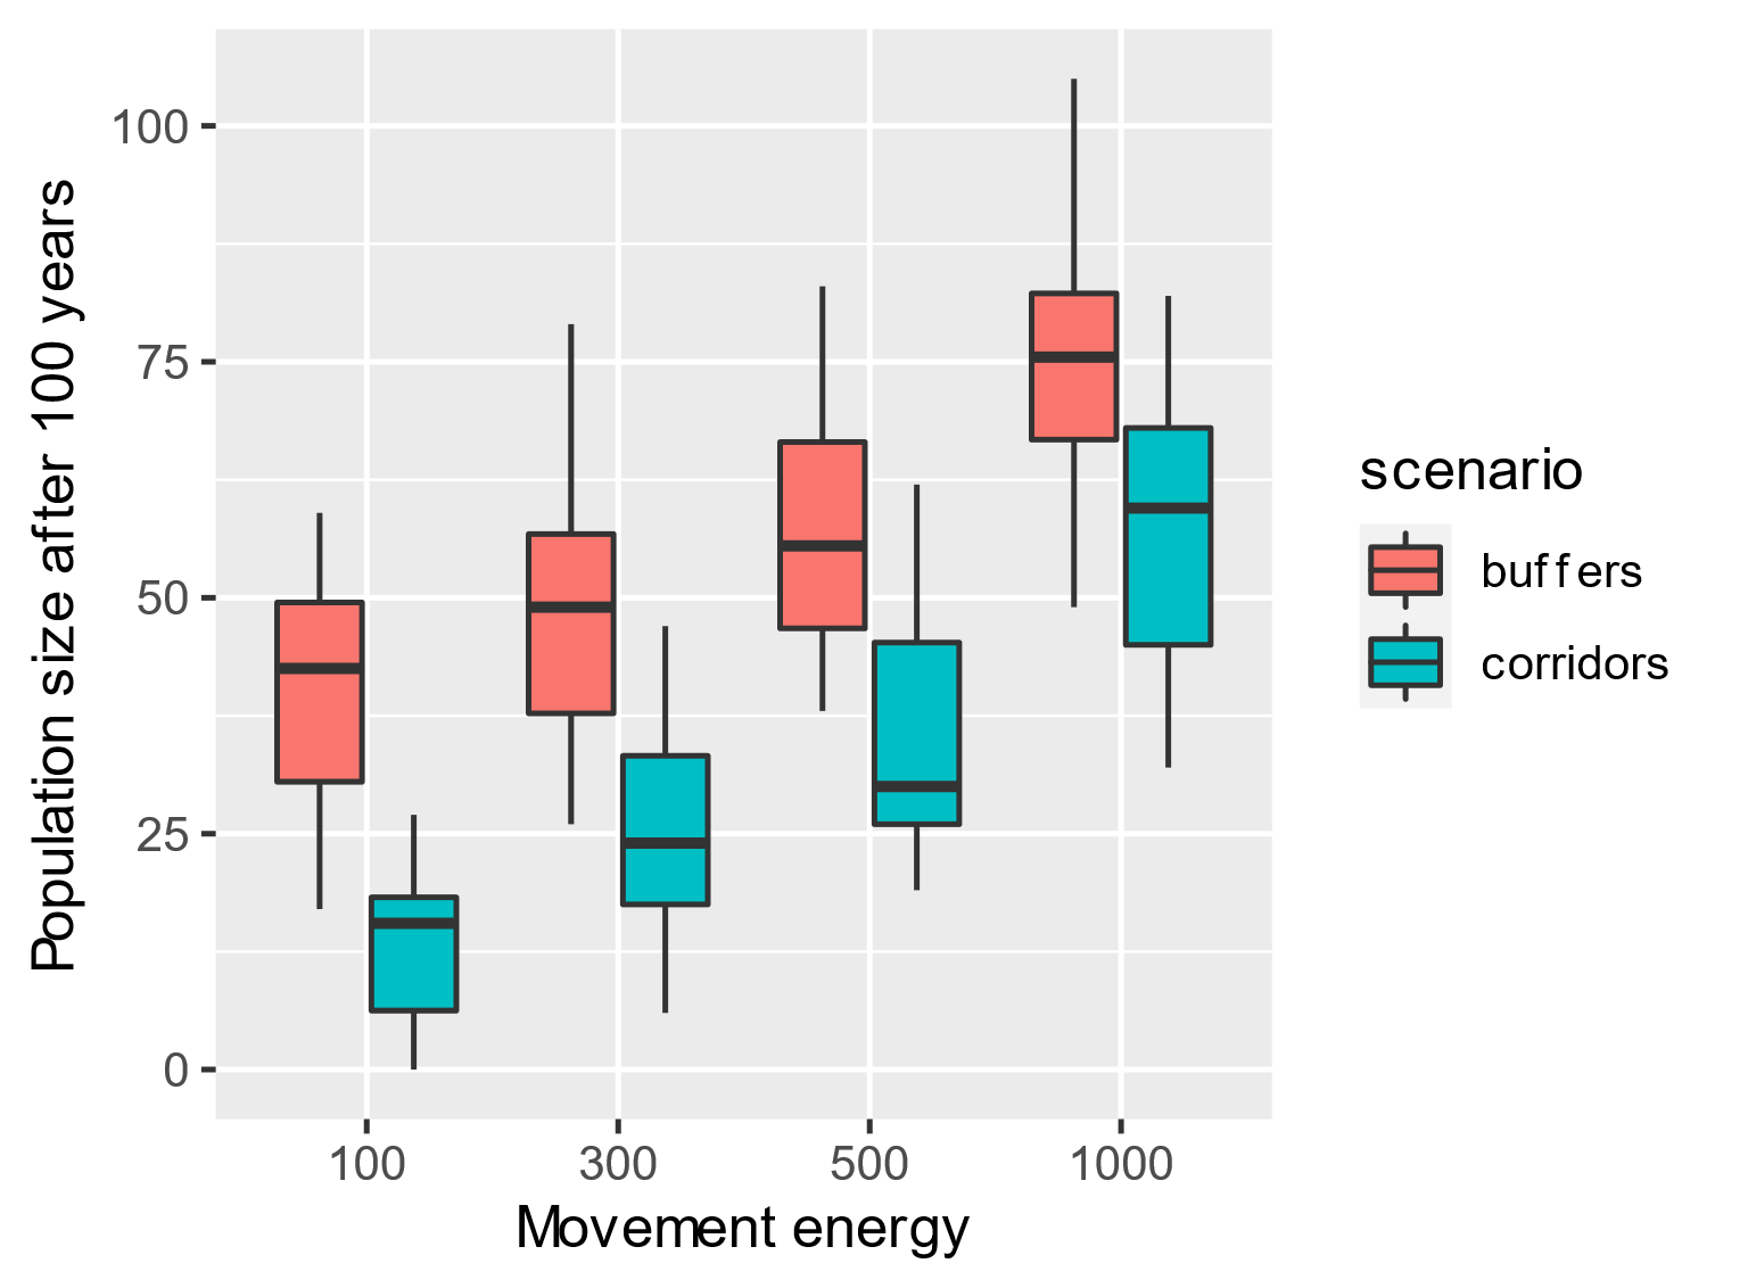 Population size after 100 years
100
75
50
25
0
100 300 500 1000
Movement energy
scenario
buffers
corridors